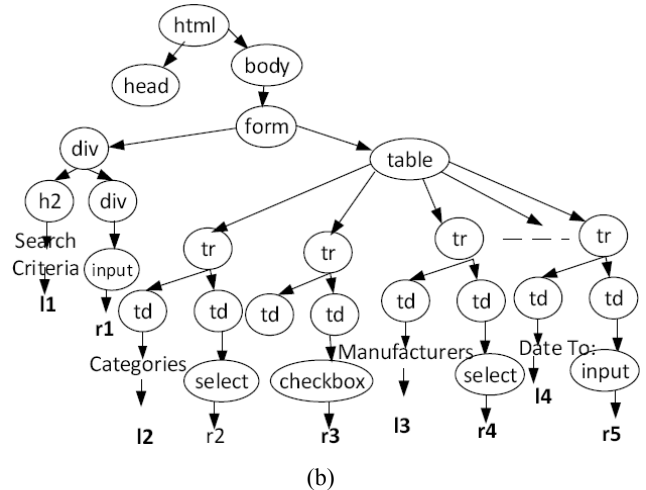 html
head
body
form
div
table
h2
div
Search
Criteria
input
l1
r1
tr
tr
tr
tr
td
td
td
td
td
td
td
td
Categories
Manufacturers
Date To:
select
checkbox
select
input
l2
r2
r3
l3
r4
l4
r5
(b)